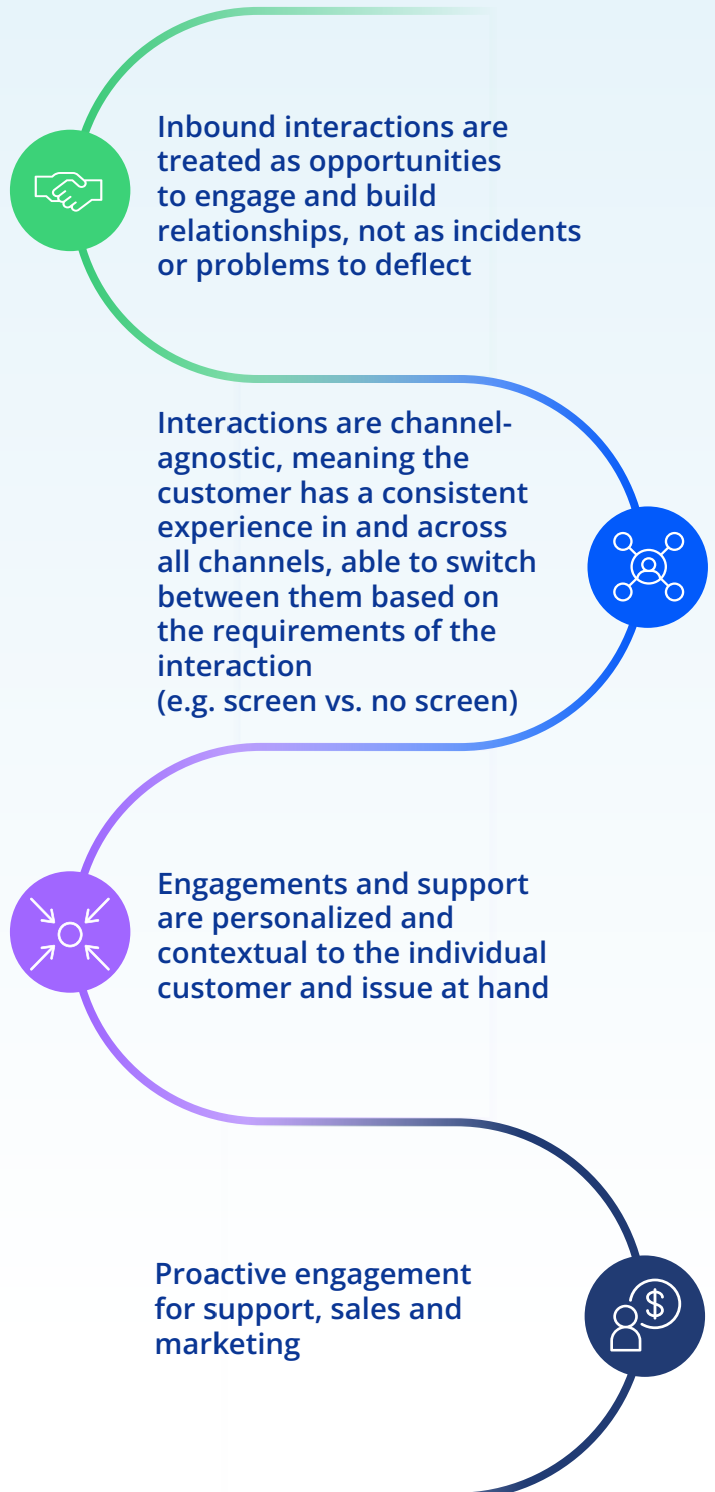 Inbound interactions are
treated as opportunities
to engage and build
relationships, not as incidents
or problems to deflect
Interactions are channel-
agnostic, meaning the
customer has a consistent
experience in and across
all channels, able to switch
between them based on
the requirements of the
interaction
(e.g. screen vs. no screen)
Engagements and support
are personalized and
contextual to the individual
customer and issue at hand
$
Proactive engagement
for support, sales and
marketing